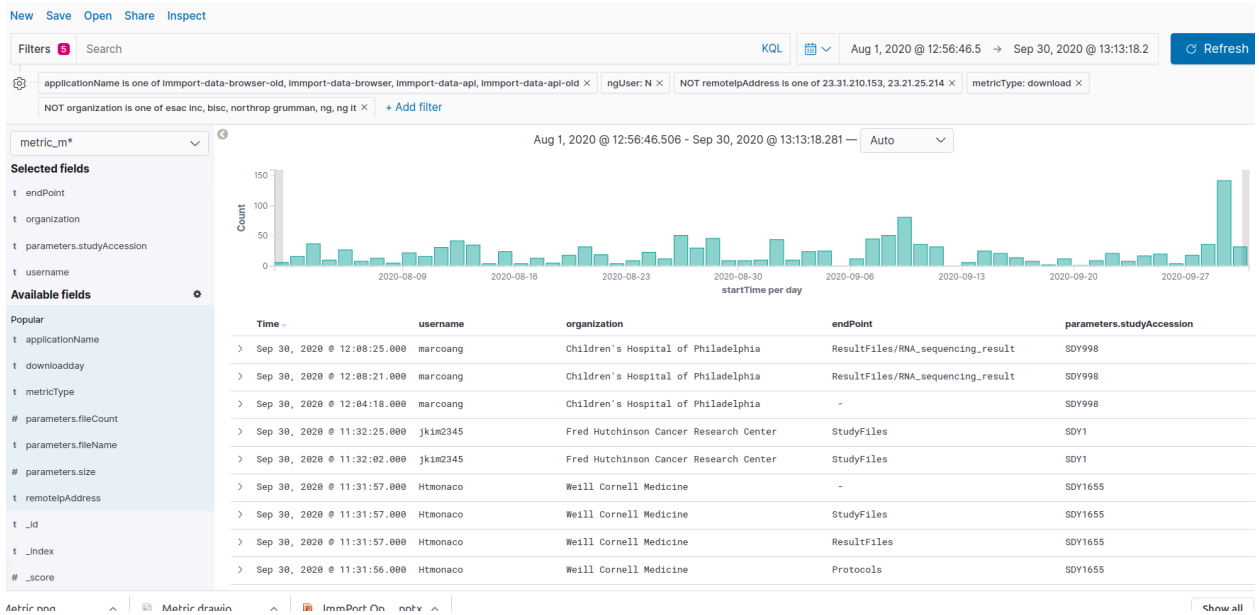 New Save Open Share Inspect
Filters 5 Search KQL Aug 1, 2020 @ 12:56:46.5 → Sep 30, 2020 @ 13:13:18.2 Refresh
applicationName is one of immport-data-browser-old, immport-data-browser, immport-data-api, immport-data-api-old × ngUser: N × NOT remoteIpAddress is one of 23.31.210.153, 23.21.25.214 × metricType: download ×
NOT organization is one of esac inc, bisc, northrop grumman, ng, ng it × + Add filter
metric_m*
Aug 1, 2020 @ 12:56:46.506 - Sep 30, 2020 @ 13:13:18.281 — Auto
Selected fields
t endPoint
t organization
t parameters.studyAccession
t username
Available fields
Popular
t applicationName
t downloadday
t metricType
# parameters.fileCount
t parameters.fileName
# parameters.size
t remoteIpAddress
t _id
t _index
# _score
Count
150
100
50
0
2020-08-09 2020-08-16 2020-08-23 2020-08-30 2020-09-06 2020-09-13 2020-09-20 2020-09-27
startTime per day
Time username organization endPoint parameters.studyAccession
> Sep 30, 2020 @ 12:08:25.000 marcoang Children's Hospital of Philadelphia ResultFiles/RNA_sequencing_result SDY998
> Sep 30, 2020 @ 12:08:21.000 marcoang Children's Hospital of Philadelphia ResultFiles/RNA_sequencing_result SDY998
> Sep 30, 2020 @ 12:04:18.000 marcoang Children's Hospital of Philadelphia - SDY998
> Sep 30, 2020 @ 11:32:25.000 jkim2345 Fred Hutchinson Cancer Research Center StudyFiles SDY1
> Sep 30, 2020 @ 11:32:02.000 jkim2345 Fred Hutchinson Cancer Research Center StudyFiles SDY1
> Sep 30, 2020 @ 11:31:57.000 Htmonaco Weill Cornell Medicine - SDY1655
> Sep 30, 2020 @ 11:31:57.000 Htmonaco Weill Cornell Medicine StudyFiles SDY1655
> Sep 30, 2020 @ 11:31:57.000 Htmonaco Weill Cornell Medicine ResultFiles SDY1655
> Sep 30, 2020 @ 11:31:56.000 Htmonaco Weill Cornell Medicine Protocols SDY1655
Metric.png Metric.drawio ImmPort Op....pptx Show all